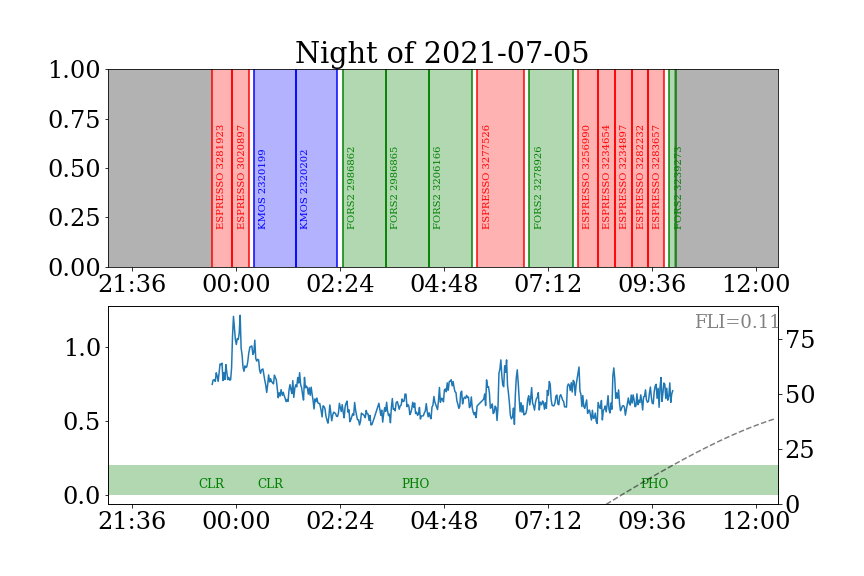 Night of 2021-07-05
1.00
0.75
0.50
0.25
0.00
ESPRESSO 3281923
ESPRESSO 3020897
KMOS 2320199
KMOS 2320202
FORS2 2986862
FORS2 2986865
FORS2 3206166
ESPRESSO 3277526
FORS2 3278926
ESPRESSO 3256990
ESPRESSO 3234654
ESPRESSO 3234897
ESPRESSO 3282232
ESPRESSO 3283657
FORS2 3239273
21:36 00:00 02:24 04:48 07:12 09:36 12:00
FLI=0.11
1.0
0.5
0.0
75
50
25
0
CLR CLR PHO PHO
21:36 00:00 02:24 04:48 07:12 09:36 12:00